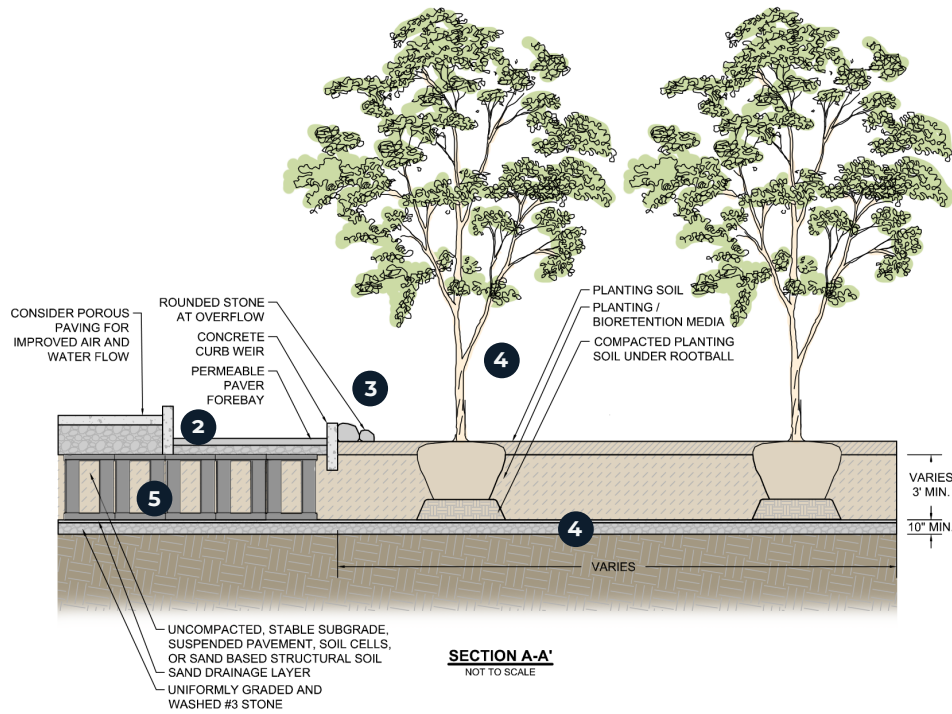 CONSIDER POROUS
PAVING FOR
IMPROVED AIR AND
WATER FLOW
ROUNDED STONE
AT OVERFLOW
CONCRETE
CURB WEIR
PERMEABLE
PAVER
FOREBAY
PLANTING SOIL
PLANTING /
BIORETENTION MEDIA
COMPACTED PLANTING
SOIL UNDER ROOTBALL
4
3
2
5
4
VARIES
3' MIN.
10" MIN.
VARIES
UNCOMPACTED, STABLE SUBGRADE,
SUSPENDED PAVEMENT, SOIL CELLS,
OR SAND BASED STRUCTURAL SOIL
SAND DRAINAGE LAYER
UNIFORMLY GRADED AND
WASHED #3 STONE
SECTION A-A'
NOT TO SCALE